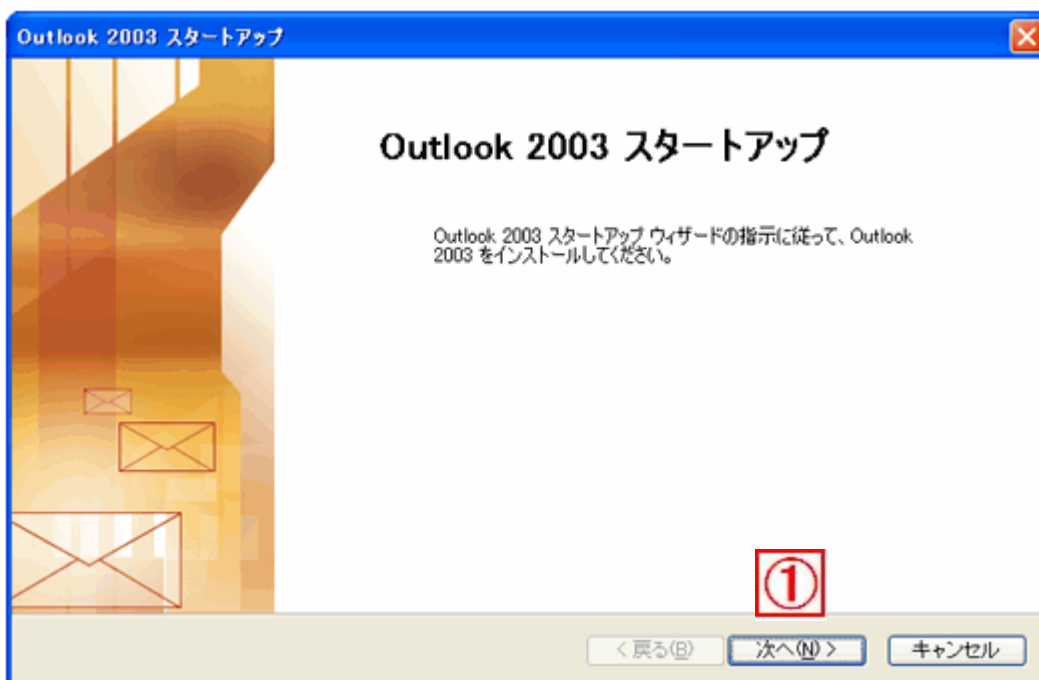 Outlook 2003 スタートアップ
Outlook 2003 スタートアップ
Outlook 2003 スタートアップ ウィザードの指示に従って、Outlook
2003 をインストールしてください。
①
< 戻る(B) 次へ(N) > キャンセル